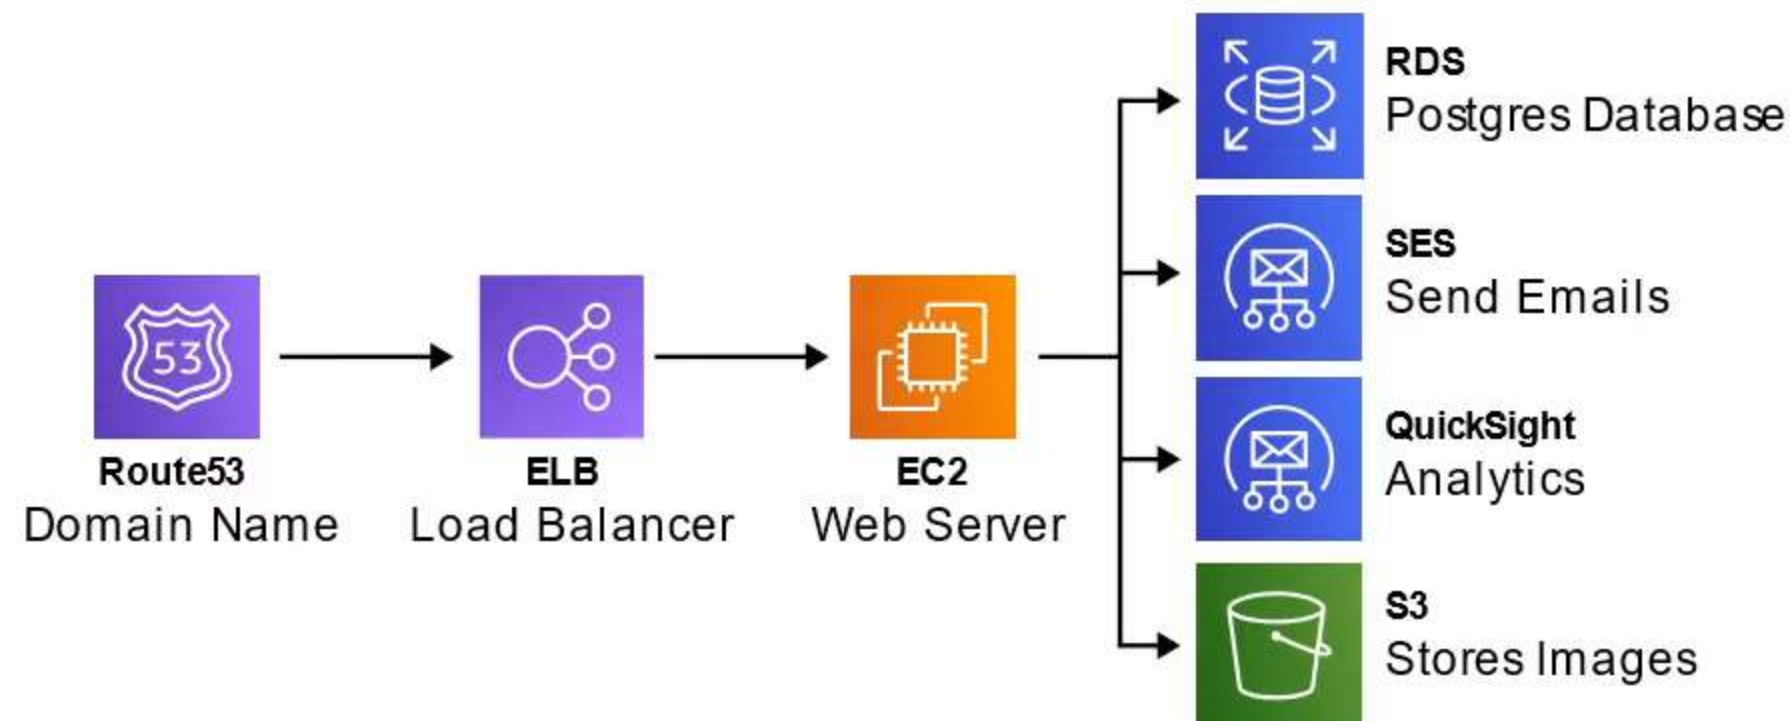 RDS
Postgres Database
SES
Send Emails
53
Route53
Domain Name
ELB
Load Balancer
EC2
Web Server
QuickSight
Analytics
S3
Stores Images